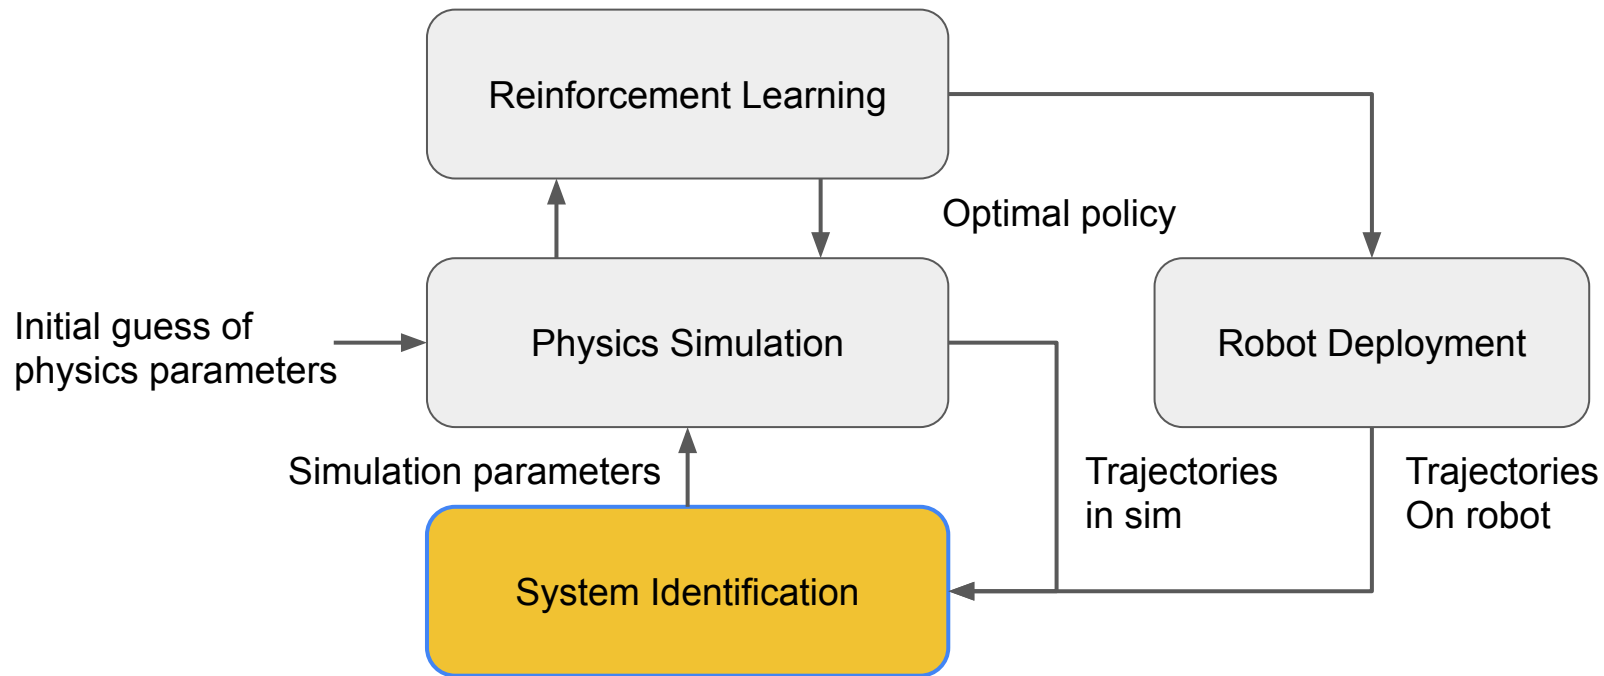 Reinforcement Learning
Optimal policy
Initial guess of
physics parameters
Physics Simulation
Robot Deployment
Simulation parameters
Trajectories
in sim
Trajectories
On robot
System Identification